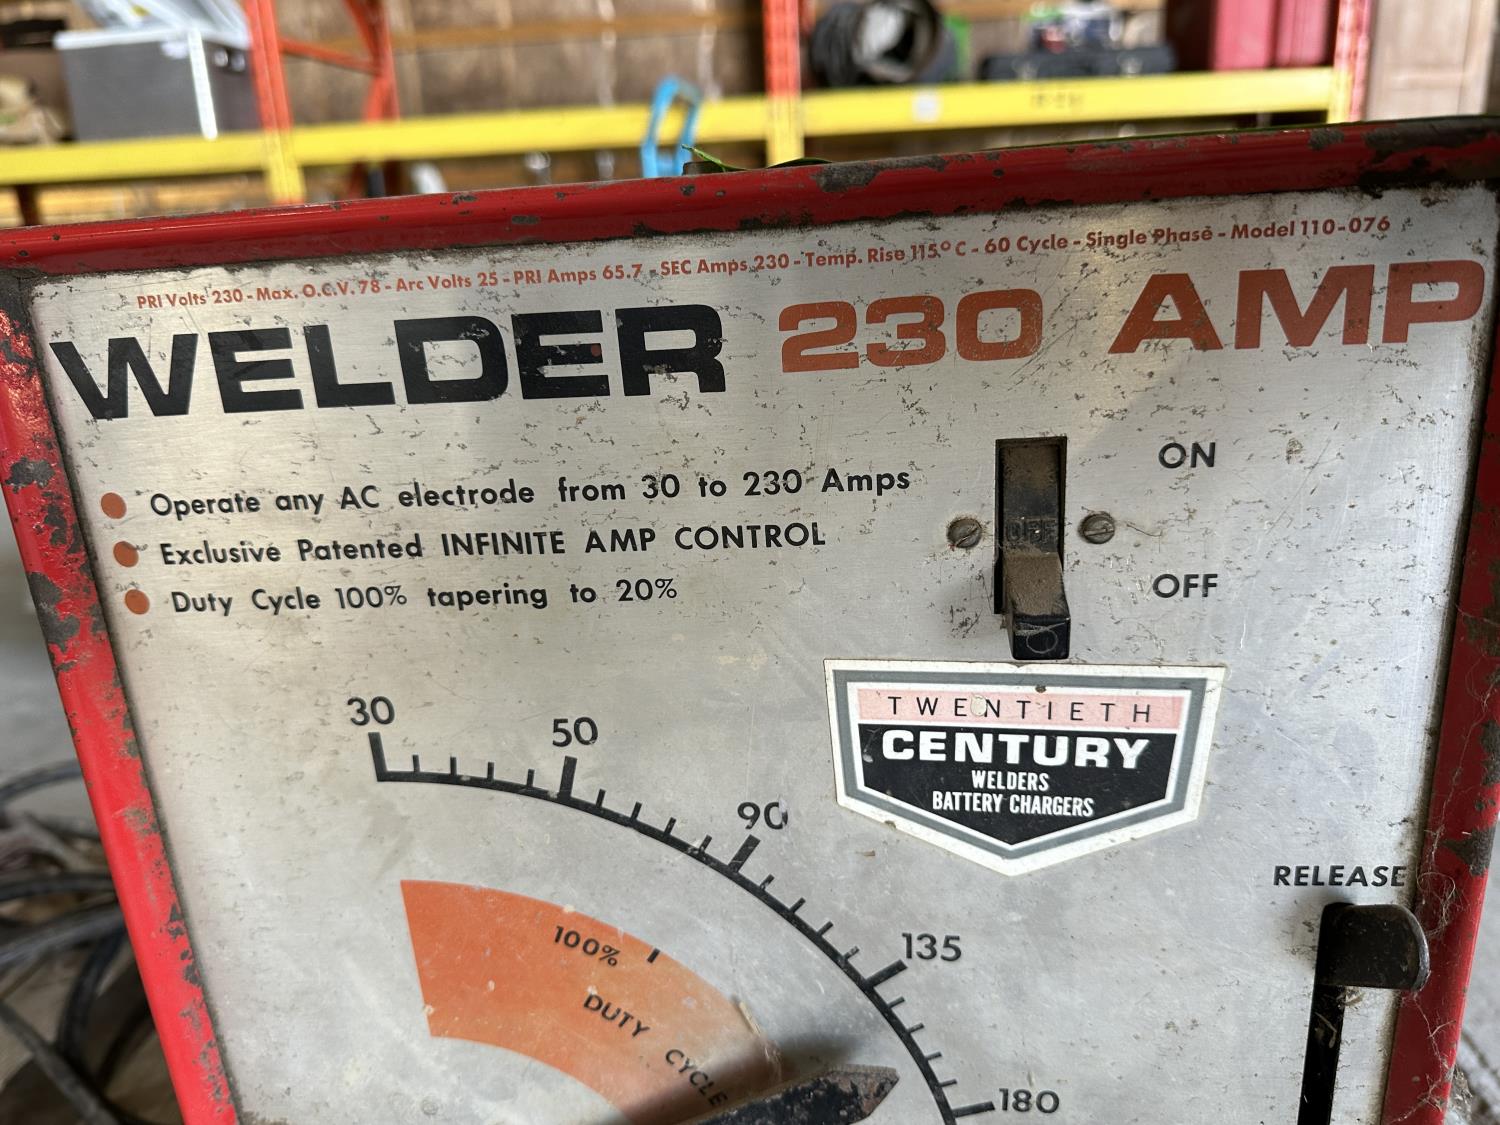 PRI Volts 230 - Max. O.C.V. 78 - Arc Volts 25 - PRI Amps 65.7 - SEC Amps 230 - Temp. Rise 115° C - 60 Cycle - Single Phase - Model 110-076
WELDER 230 AMP
• Operate any AC electrode from 30 to 230 Amps
• Exclusive Patented INFINITE AMP CONTROL
• Duty Cycle 100% tapering to 20%
ON
OFF
OFF
TWENTIETH
CENTURY
WELDERS
BATTERY CHARGERS
30
50
90
135
180
RELEASE
100%
DUTY CYCLE